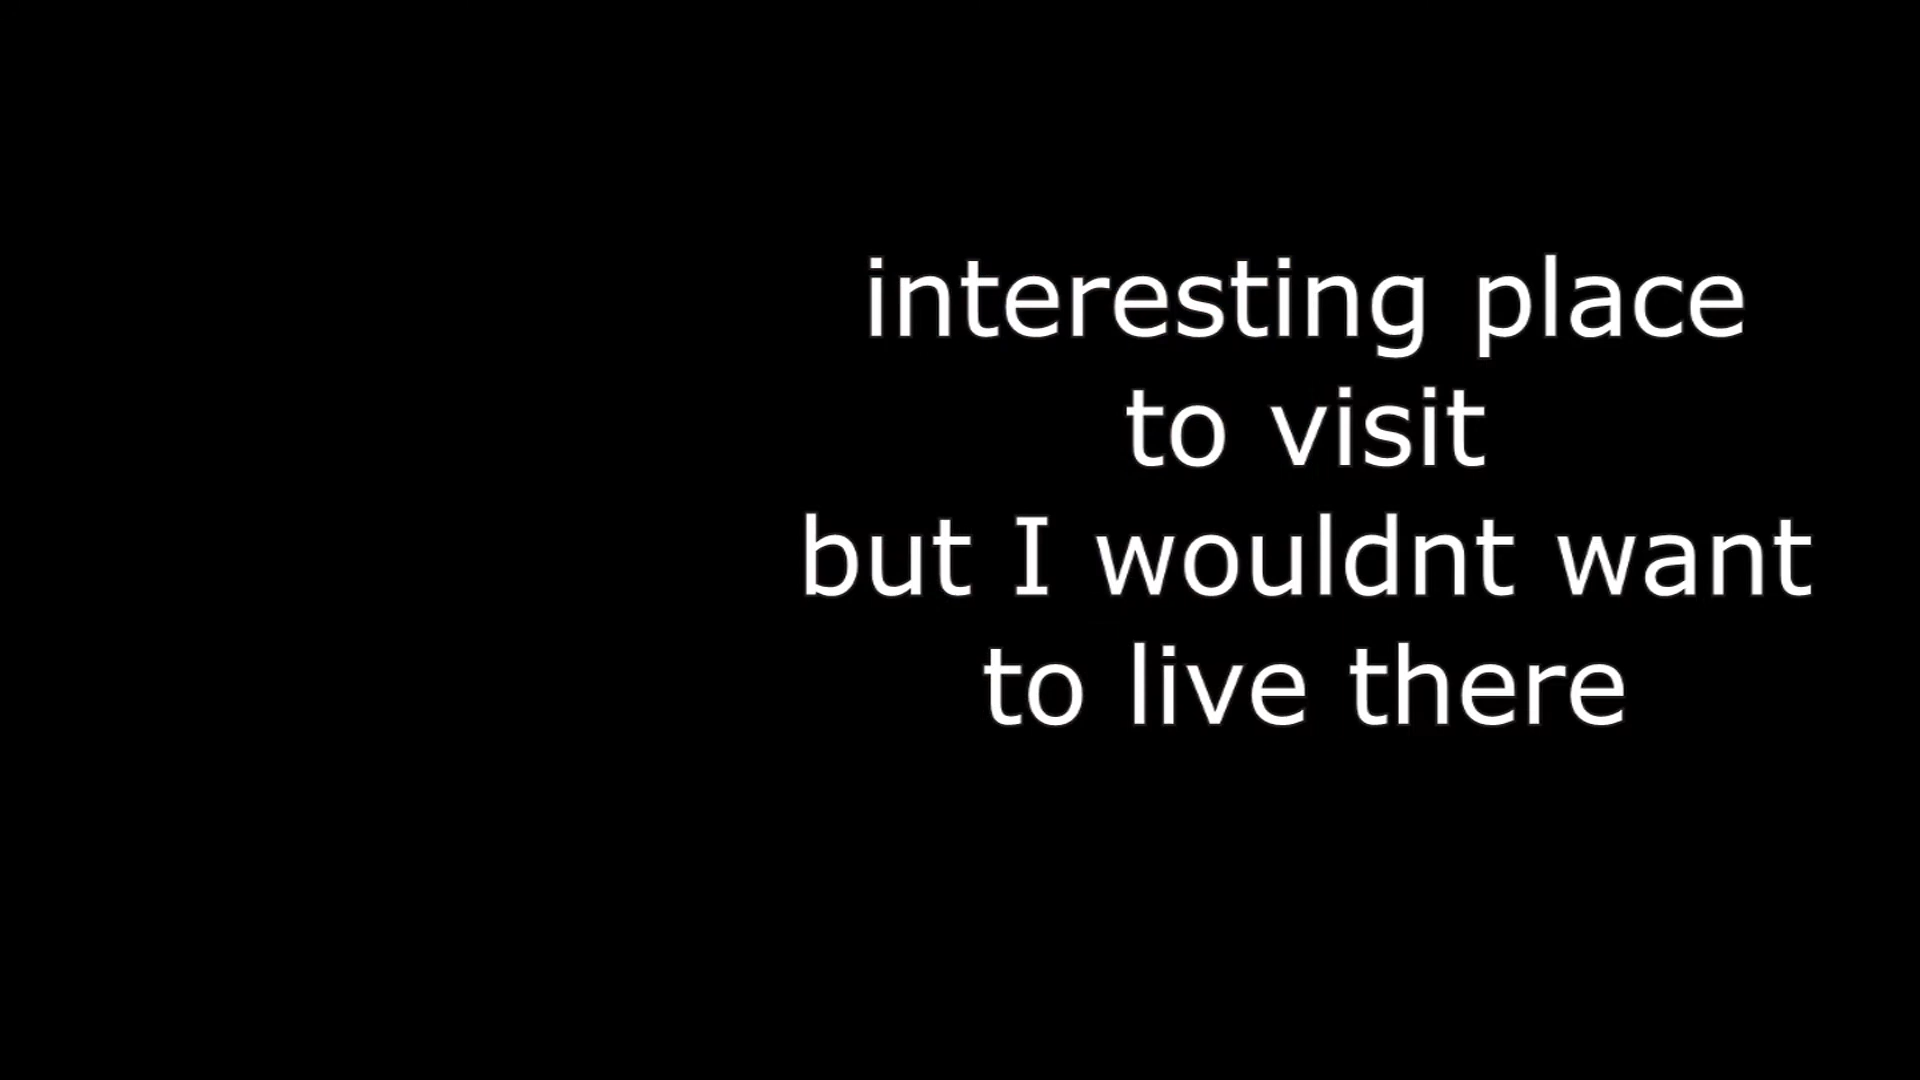 interesting place
to visit
but I wouldnt want
to live there